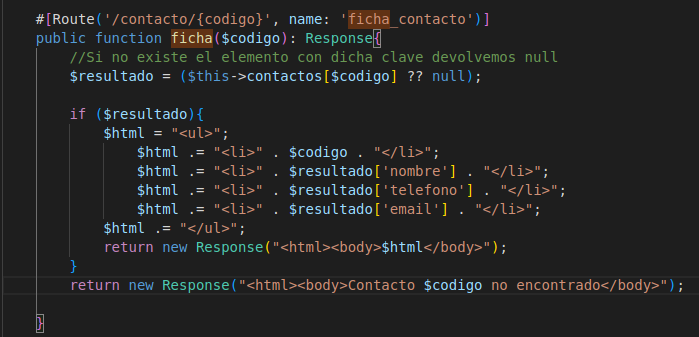 #[Route('/contacto/{codigo}', name: 'ficha_contacto')]
public function ficha($codigo): Response{
//Si no existe el elemento con dicha clave devolvemos null
$resultado = ($this->contactos[$codigo] ?? null);
if ($resultado){
$html = "<ul>";
$html .= "<li>" . $codigo . "</li>";
$html .= "<li>" . $resultado['nombre'] . "</li>";
$html .= "<li>" . $resultado['telefono'] . "</li>";
$html .= "<li>" . $resultado['email'] . "</li>";
$html .= "</ul>";
return new Response("<html><body>$html</body>");
}
return new Response("<html><body>Contacto $codigo no encontrado</body>");
}